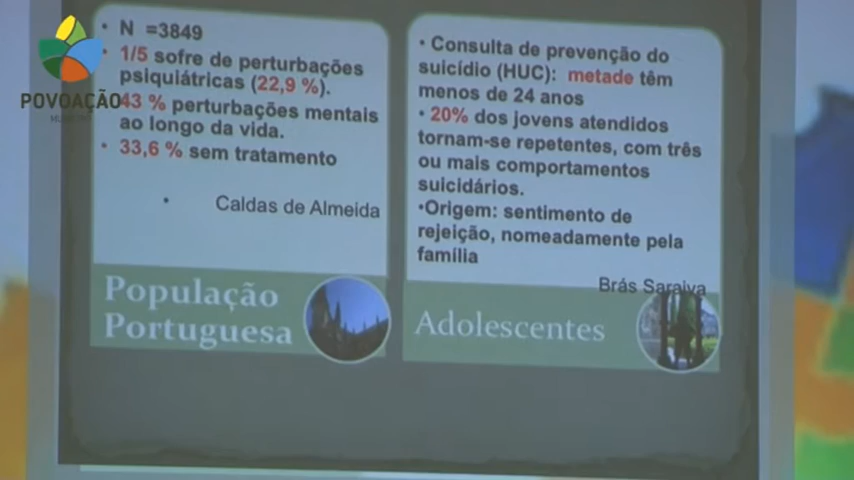 POVOAÇÃO
• N =3849
• 1/5 sofre de perturbações
psiquiátricas (22,9 %).
43 % perturbações mentais
ao longo da vida.
• 33,6 % sem tratamento
• Caldas de Almeida
População
Portuguesa
• Consulta de prevenção do
suicídio (HUC): metade têm
menos de 24 anos
• 20% dos jovens atendidos
tornam-se repetentes, com três
ou mais comportamentos
suicidários.
•Origem: sentimento de
rejeição, nomeadamente pela
família
Brás Saraiva
Adolescentes